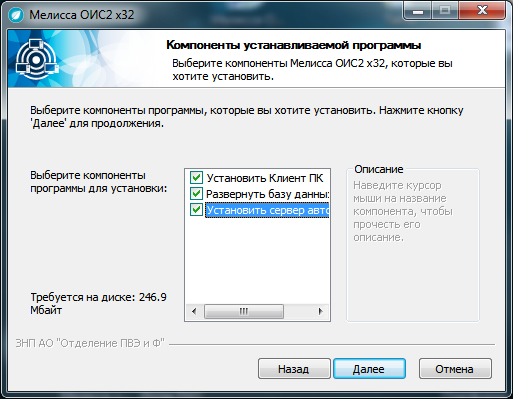 Мелисса ОИС2 x32
Компоненты устанавливаемой программы
Выберите компоненты Мелисса ОИС2 x32, которые вы
хотите установить.
Выберите компоненты программы, которые вы хотите установить. Нажмите кнопку
'Далее' для продолжения.
Выберите компоненты
программы для установки:
Установить Клиент ПК
Развернуть базу данны
Установить сервер авто
Описание
Наведите курсор
мыши на название
компонента, чтобы
прочесть его
описание.
Требуется на диске: 246.9
Мбайт
ЗНП АО "Отделение ПВЭ и Ф"
Назад
Далее
Отмена